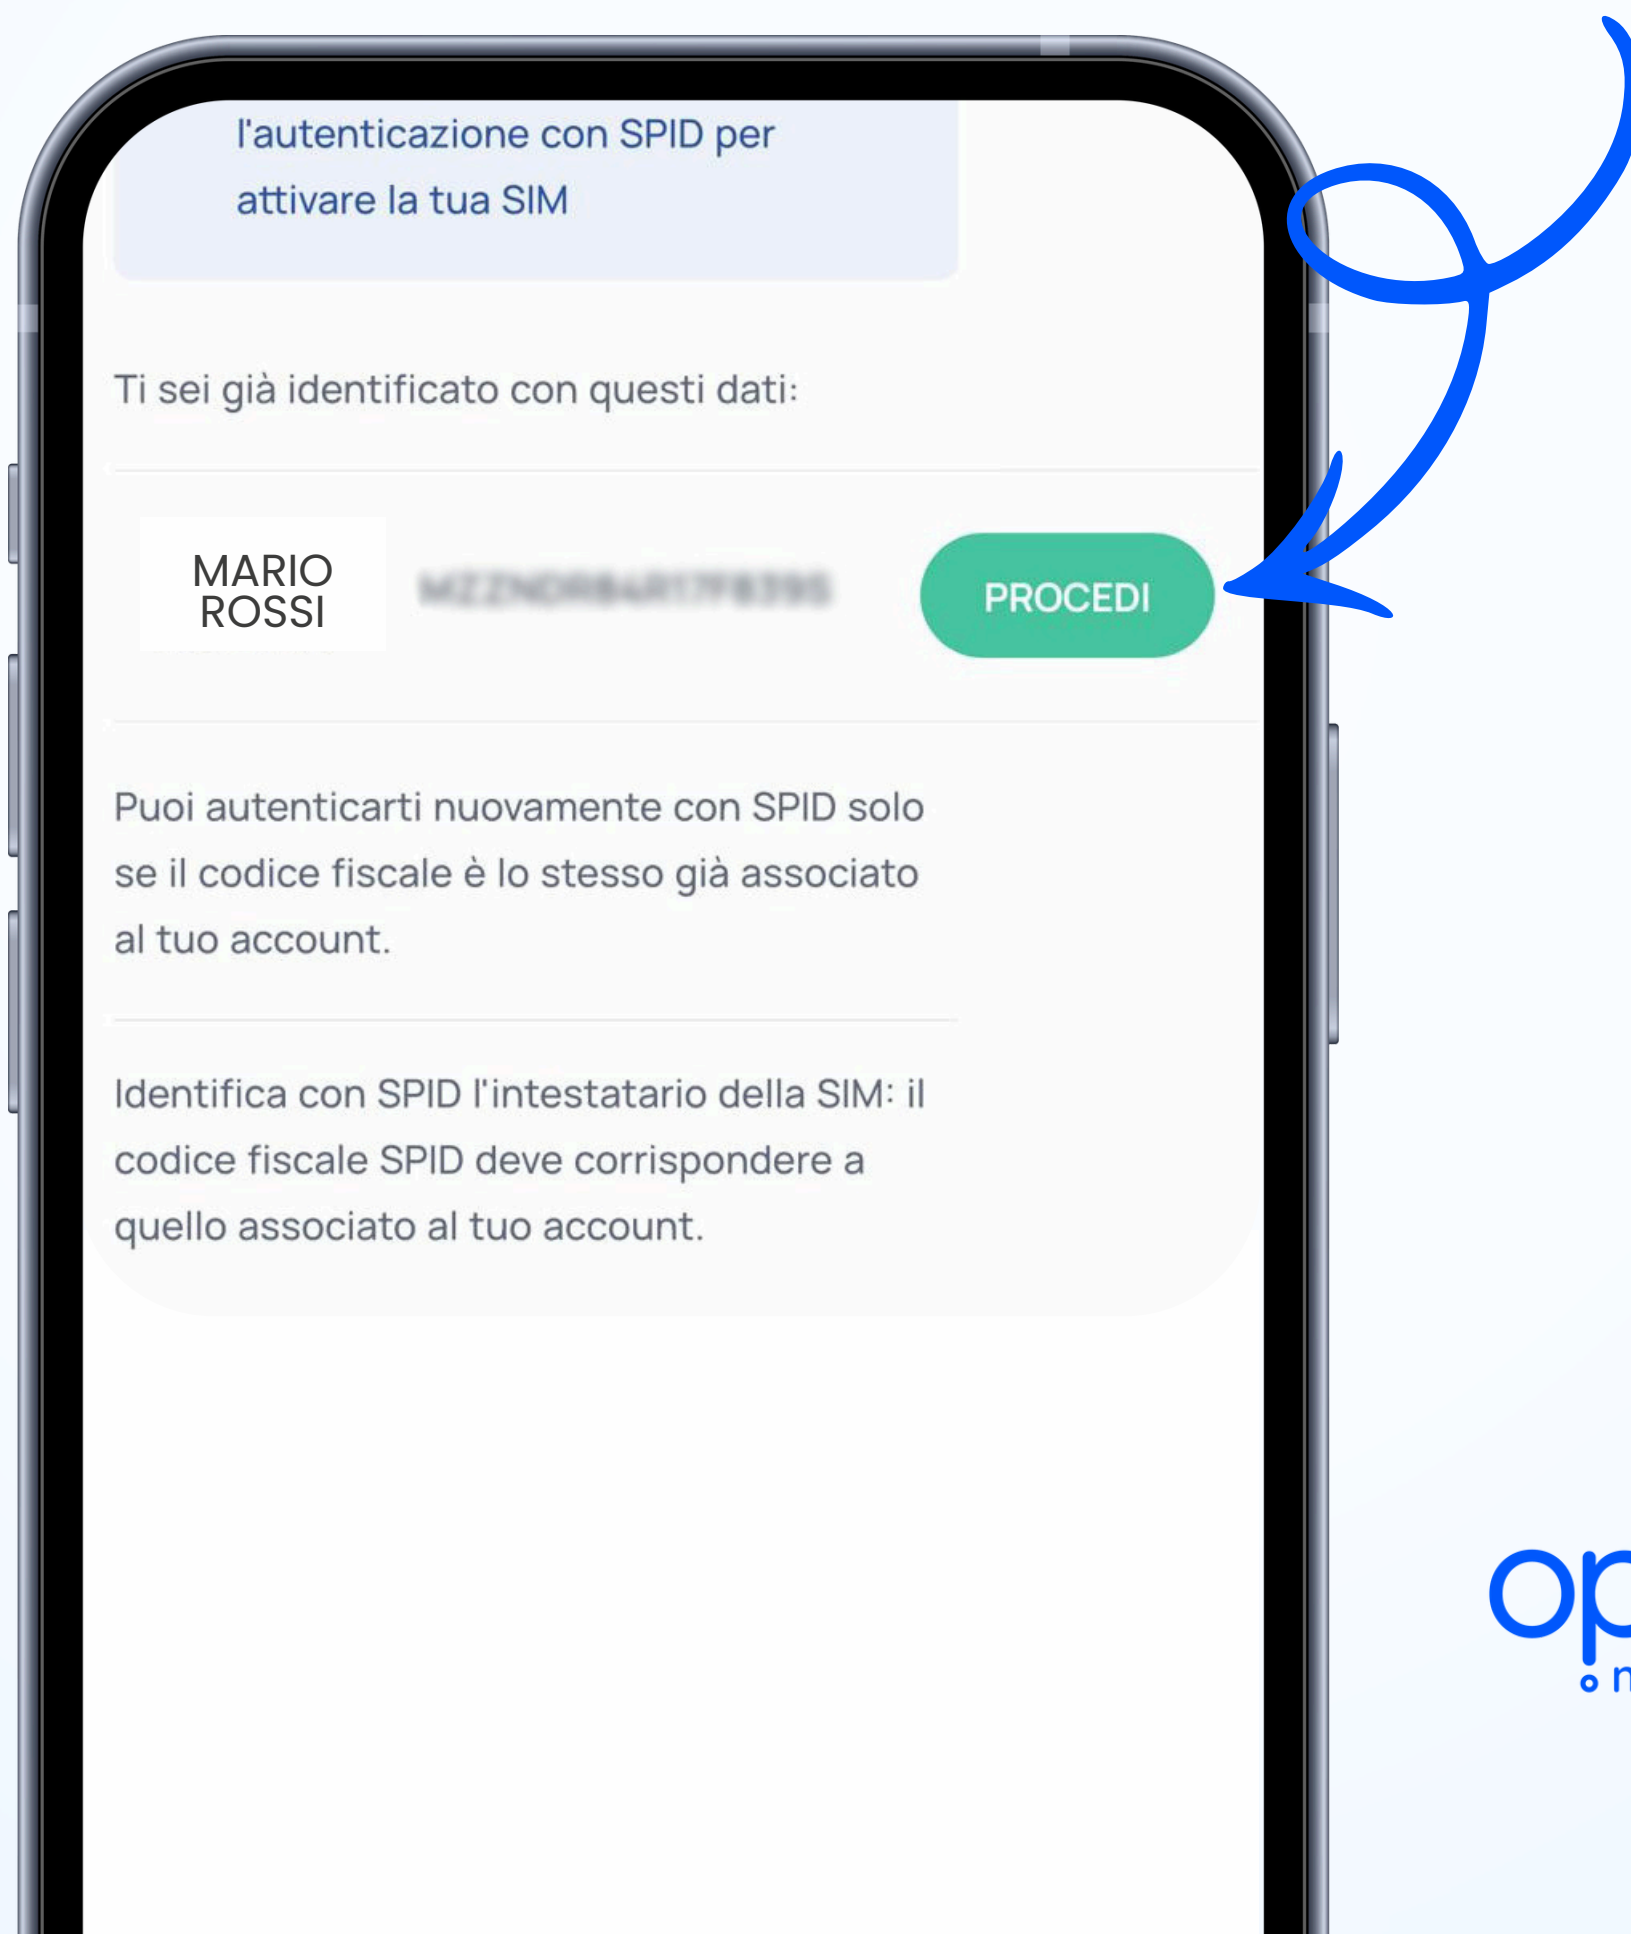 l'autenticazione con SPID per
attivare la tua SIM
Ti sei già identificato con questi dati:
MARIO
ROSSI
PROCEDI
Puoi autenticarti nuovamente con SPID solo
se il codice fiscale è lo stesso già associato
al tuo account.
Identifica con SPID l'intestatario della SIM: il
codice fiscale SPID deve corrispondere a
quello associato al tuo account.
op